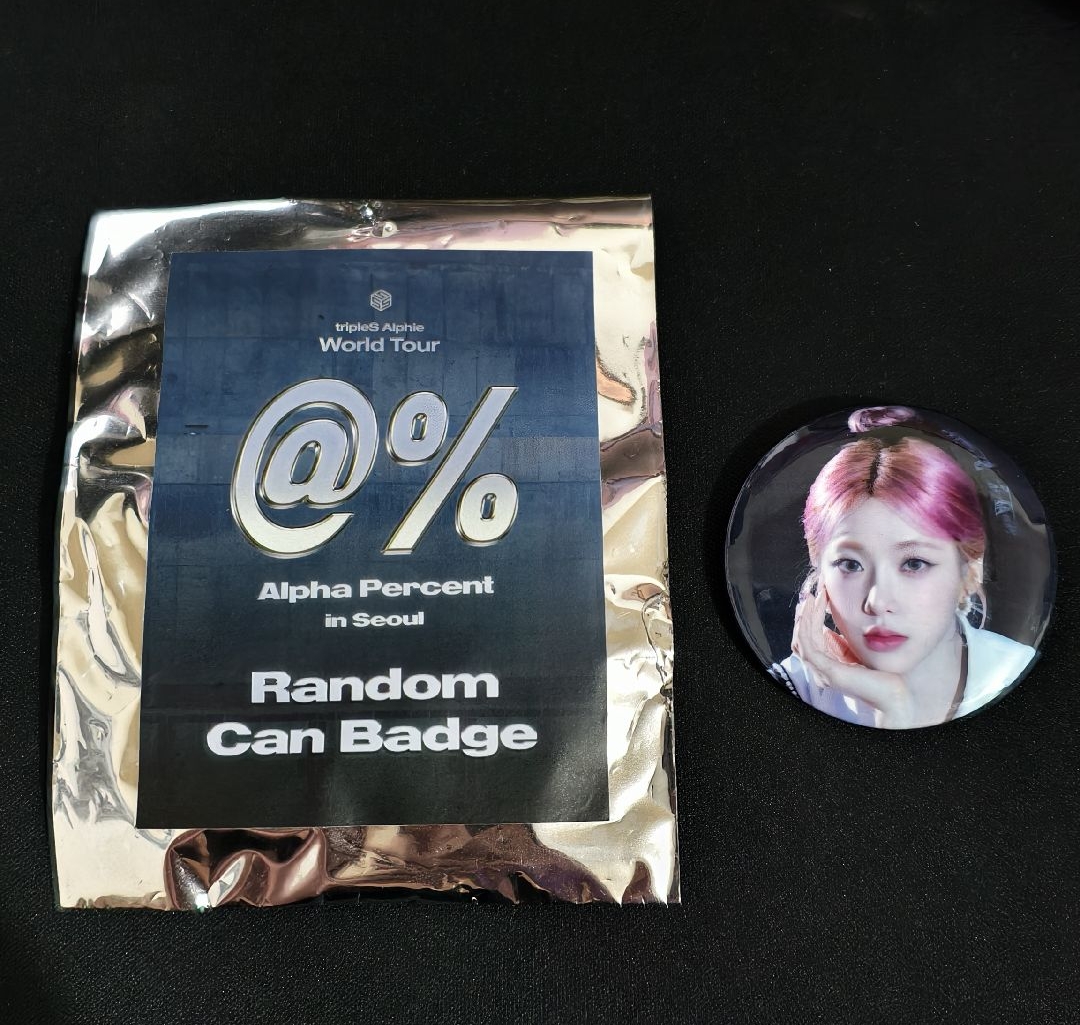 tripleS Alphie
World Tour
@%
Alpha Percent
in Seoul
Random
Can Badge